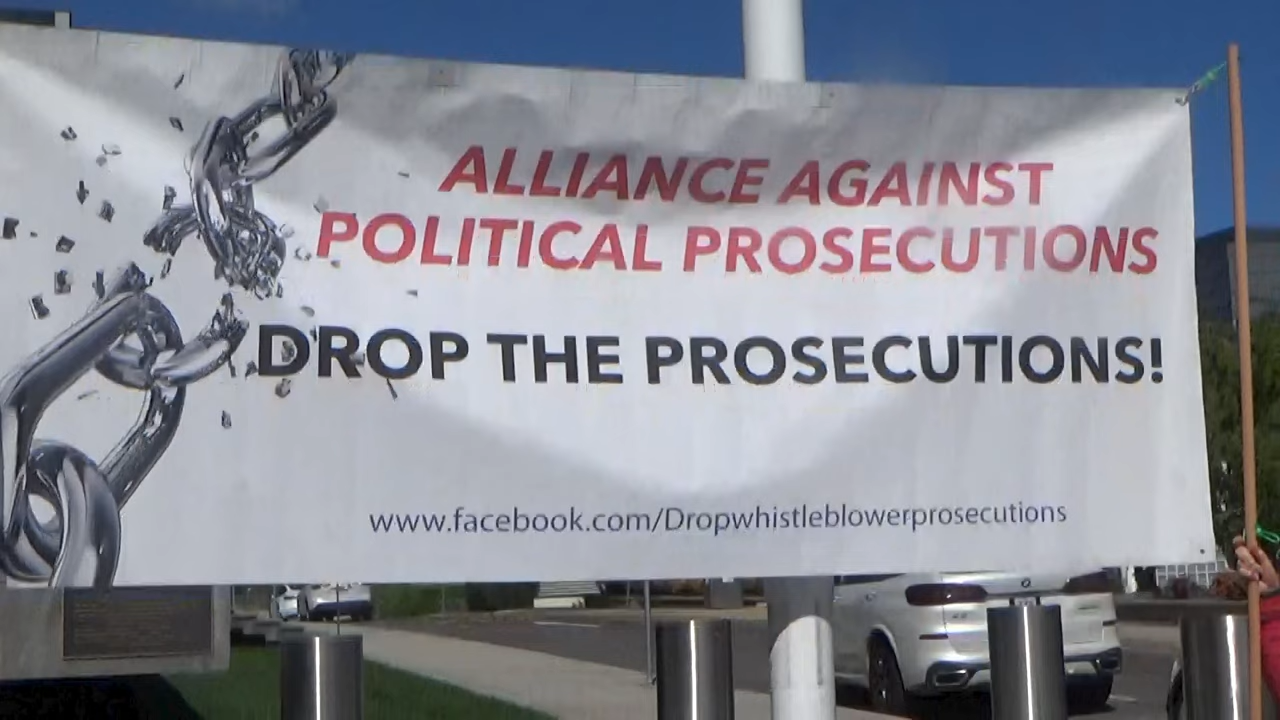 ALLIANCE AGAINST
POLITICAL PROSECUTIONS
DROP THE PROSECUTIONS!
www.facebook.com/Dropwhistleblowerprosecutions